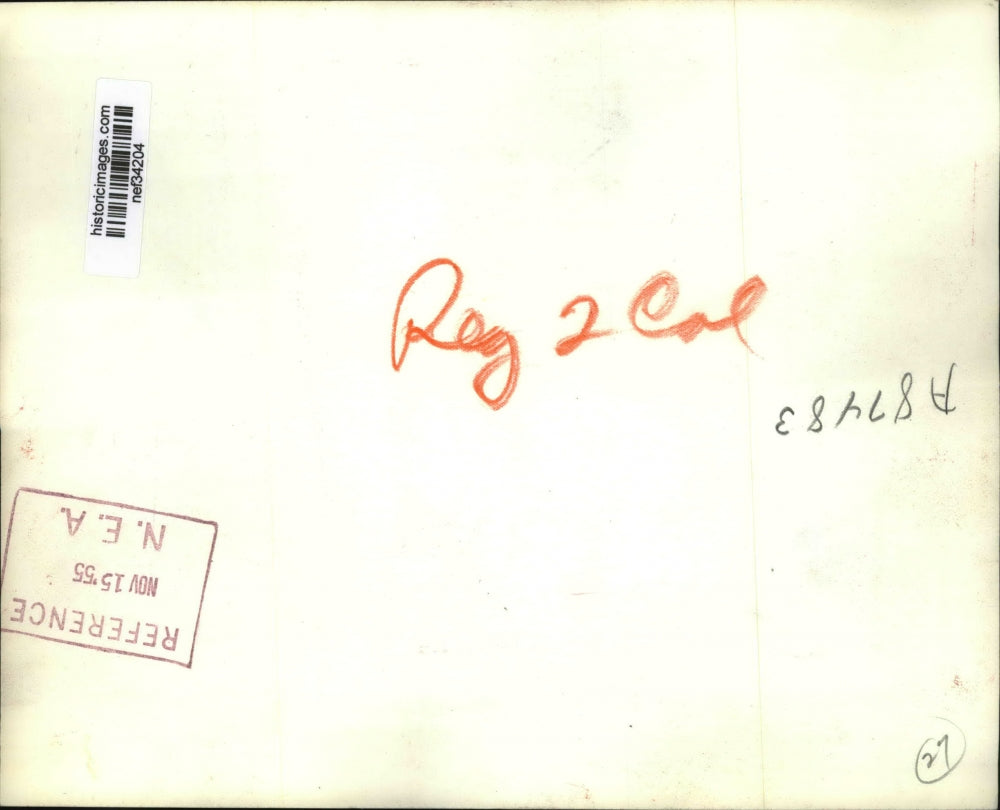 historicimages.com
nef34204
Reg 2 Col
A87483
REFERENCE
NOV 15 '55
N. E. A.
27